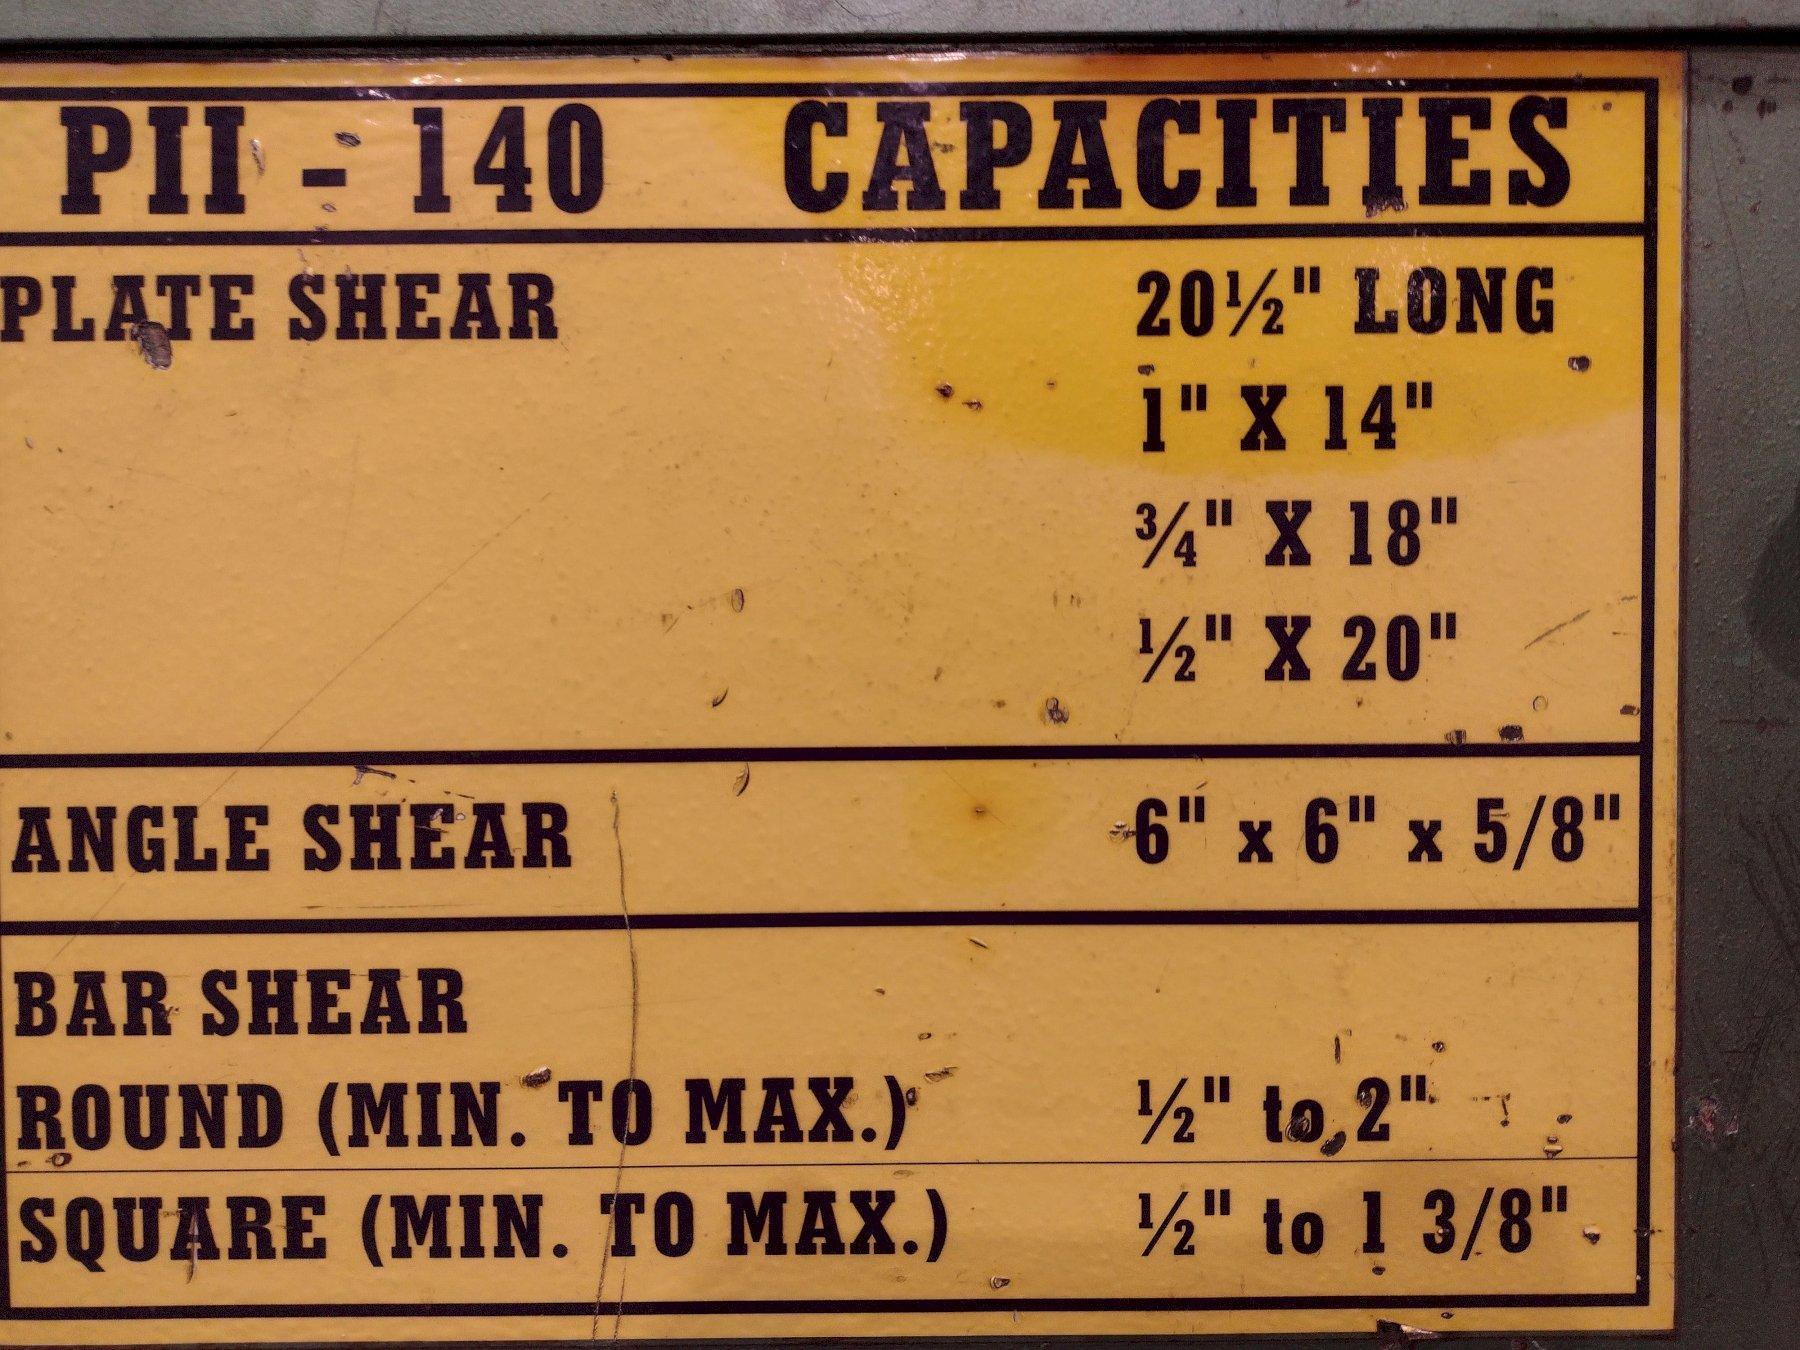 PII - 140 CAPACITIES
PLATE SHEAR 20½" LONG
1" X 14"
¾" X 18"
½" X 20"
ANGLE SHEAR 6" x 6" x 5/8"
BAR SHEAR
ROUND (MIN. TO MAX.) ½" to 2"
SQUARE (MIN. TO MAX.) ½" to 1 3/8"